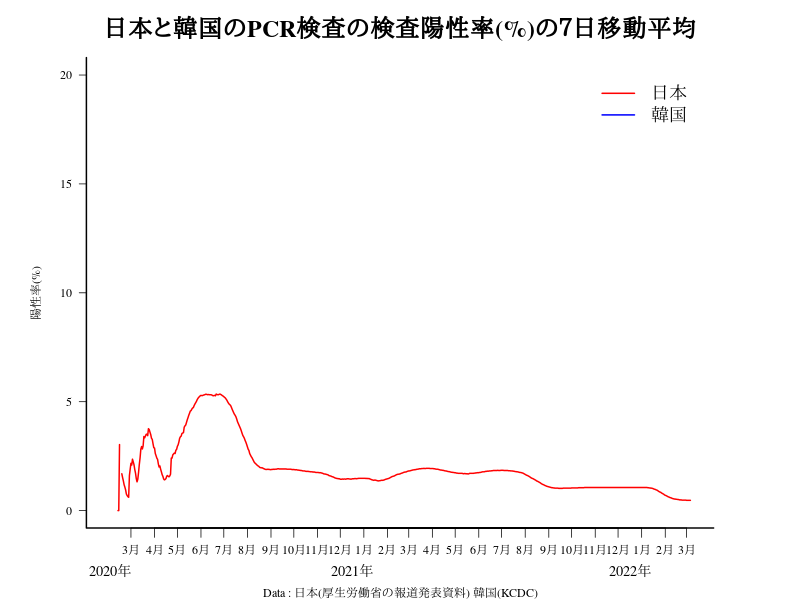 日本と韓国のPCR検査の検査陽性率(%)の７日移動平均
20
15
10
5
0
陽性率(%)
日本
韓国
3月 4月 5月 6月 7月 8月 9月 10月 11月 12月 1月 2月 3月 4月 5月 6月 7月 8月 9月 10月 11月 12月 1月 2月 3月
2020年 2021年 2022年
Data : 日本(厚生労働省の報道発表資料) 韓国(KCDC)